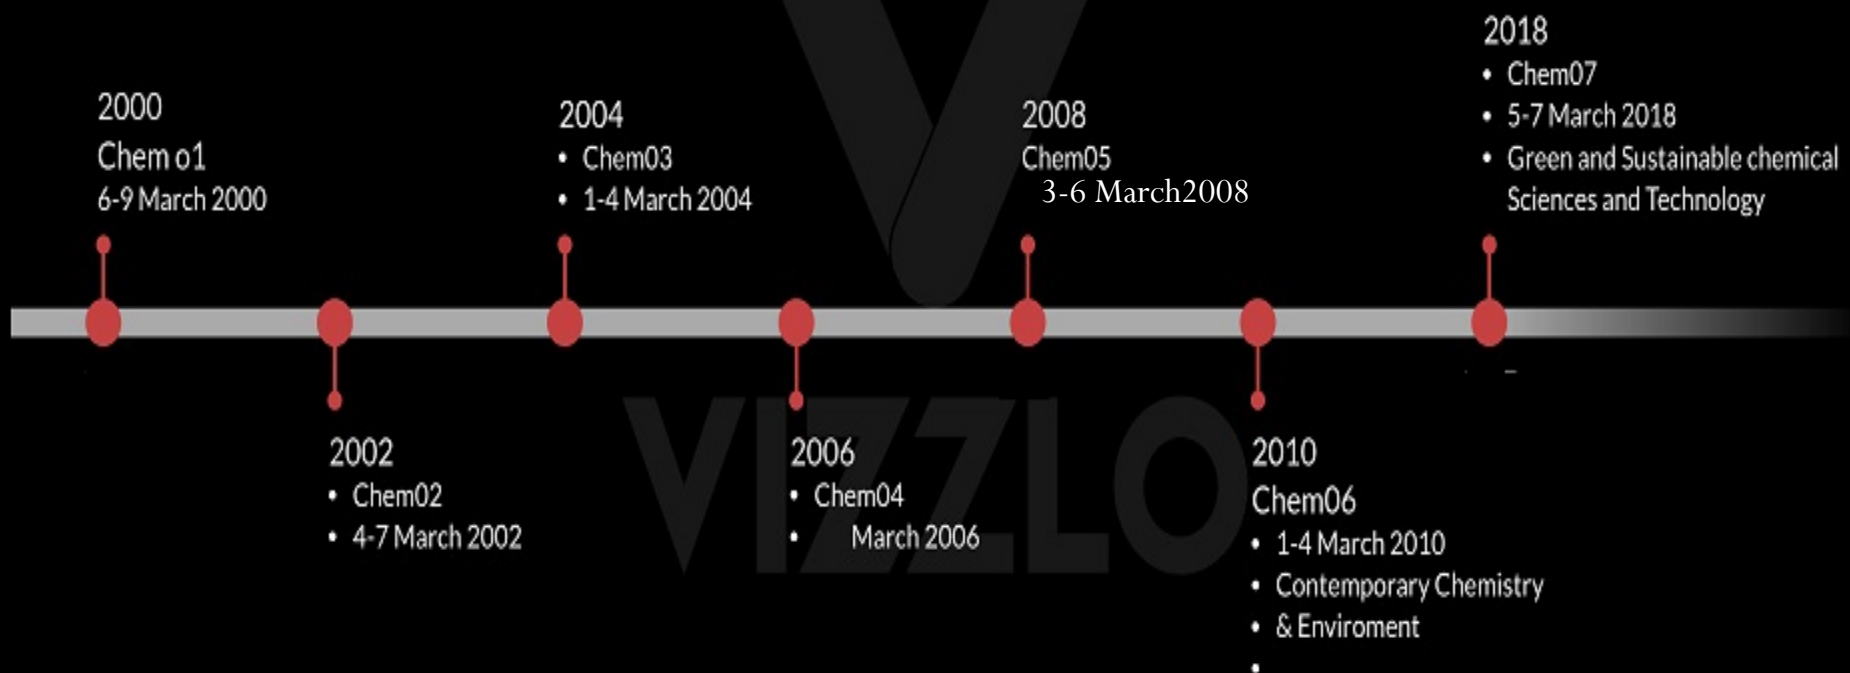 2000
Chem o1
6-9 March 2000
2002
• Chem02
• 4-7 March 2002
2004
• Chem03
• 1-4 March 2004
2006
• Chem04
• March 2006
2008
Chem05
3-6 March2008
2010
Chem06
• 1-4 March 2010
• Contemporary Chemistry
• & Enviroment
•
2018
• Chem07
• 5-7 March 2018
• Green and Sustainable chemical
Sciences and Technology
VIZZLO